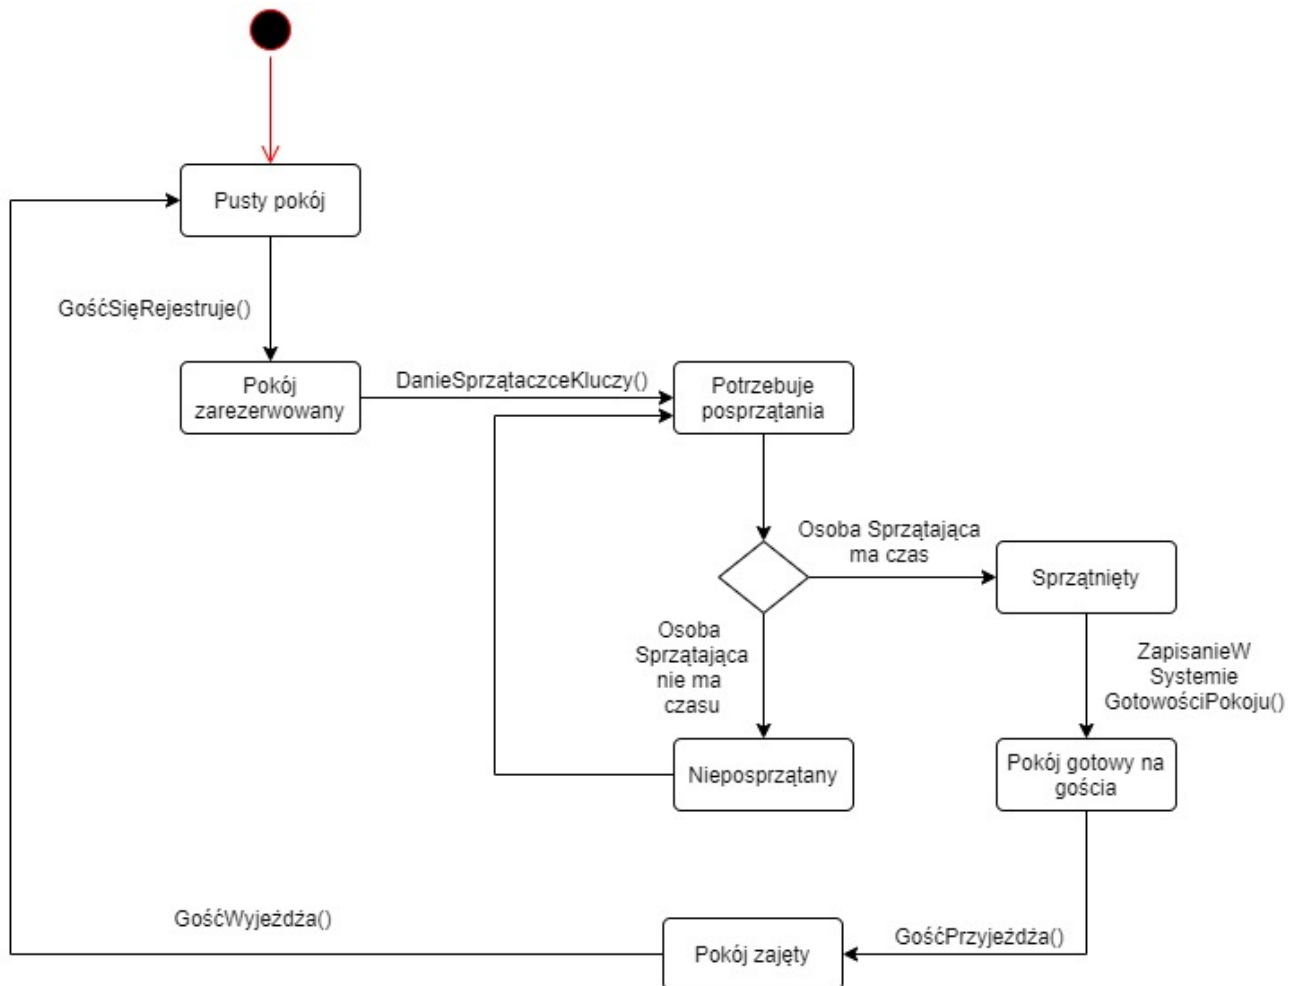 Pusty pokój
GośćSięRejestruje()
Pokój
zarezerwowany
DanieSprzątaczceKluczy()
Potrzebuje
posprzątania
Osoba Sprzątająca
ma czas
Sprzątnięty
Osoba
Sprzątająca
nie ma
czasu
ZapisanieW
Systemie
GotowościPokoju()
Nieposprzątany
Pokój gotowy na
gościa
GośćWyjeżdża()
GośćPrzyjeżdża()
Pokój zajęty